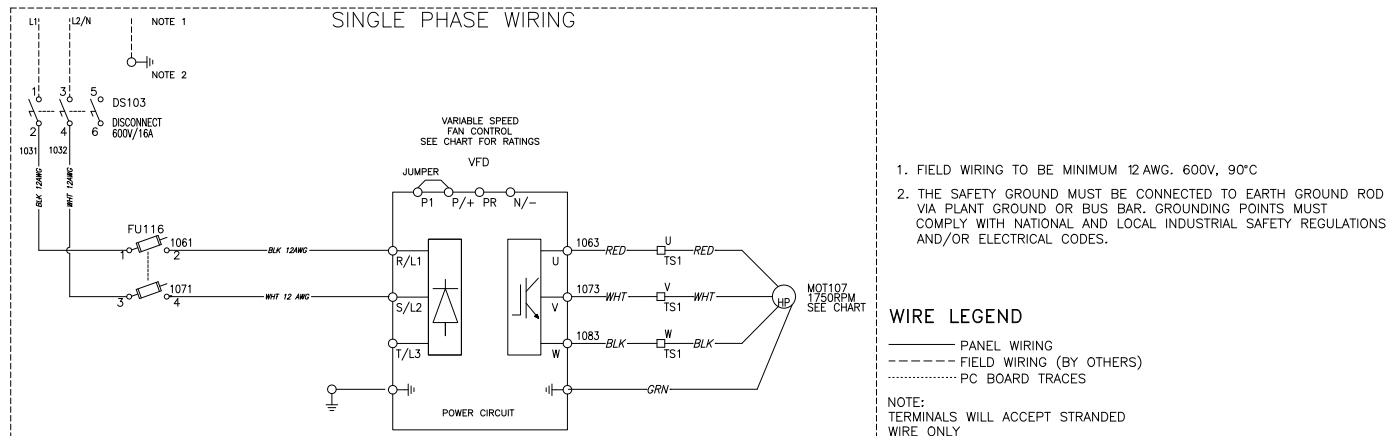 SINGLE PHASE WIRING
L1
L2/N
NOTE 1
NOTE 2
1
3
5
DS103
2
4
6
DISCONNECT
600V/16A
1031
1032
BLK 12AWG
WHT 12AWG
VARIABLE SPEED
FAN CONTROL
SEE CHART FOR RATINGS
VFD
JUMPER
P1
P/+
PR
N/-
FU116
1
1061
2
BLK 12AWG
R/L1
3
1071
4
WHT 12 AWG
S/L2
T/L3
U
1063
RED
U
TS1
RED
V
1073
WHT
V
TS1
WHT
W
1083
BLK
W
TS1
BLK
HP
MOT107
1750RPM
SEE CHART
GRN
POWER CIRCUIT
1. FIELD WIRING TO BE MINIMUM 12 AWG. 600V, 90°C
2. THE SAFETY GROUND MUST BE CONNECTED TO EARTH GROUND ROD
VIA PLANT GROUND OR BUS BAR. GROUNDING POINTS MUST
COMPLY WITH NATIONAL AND LOCAL INDUSTRIAL SAFETY REGULATIONS
AND/OR ELECTRICAL CODES.
WIRE LEGEND
PANEL WIRING
FIELD WIRING (BY OTHERS)
PC BOARD TRACES
NOTE:
TERMINALS WILL ACCEPT STRANDED
WIRE ONLY